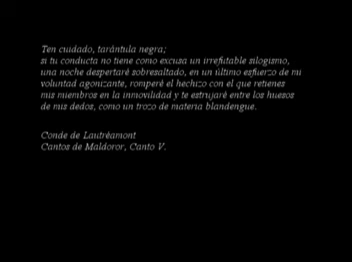 Ten cuidado, tarántula negra;
si tu conducta no tiene como excusa un irrefutable silogismo,
una noche despertaré sobresaltado, en un último esfuerzo de mi
voluntad agonizante, romperé el hechizo con el que retienes
mis miembros en la inmovilidad y te estrujaré entre los huesos
de mis dedos, como un trozo de materia blandengue.
Conde de Lautréamont
Cantos de Maldoror, Canto V.